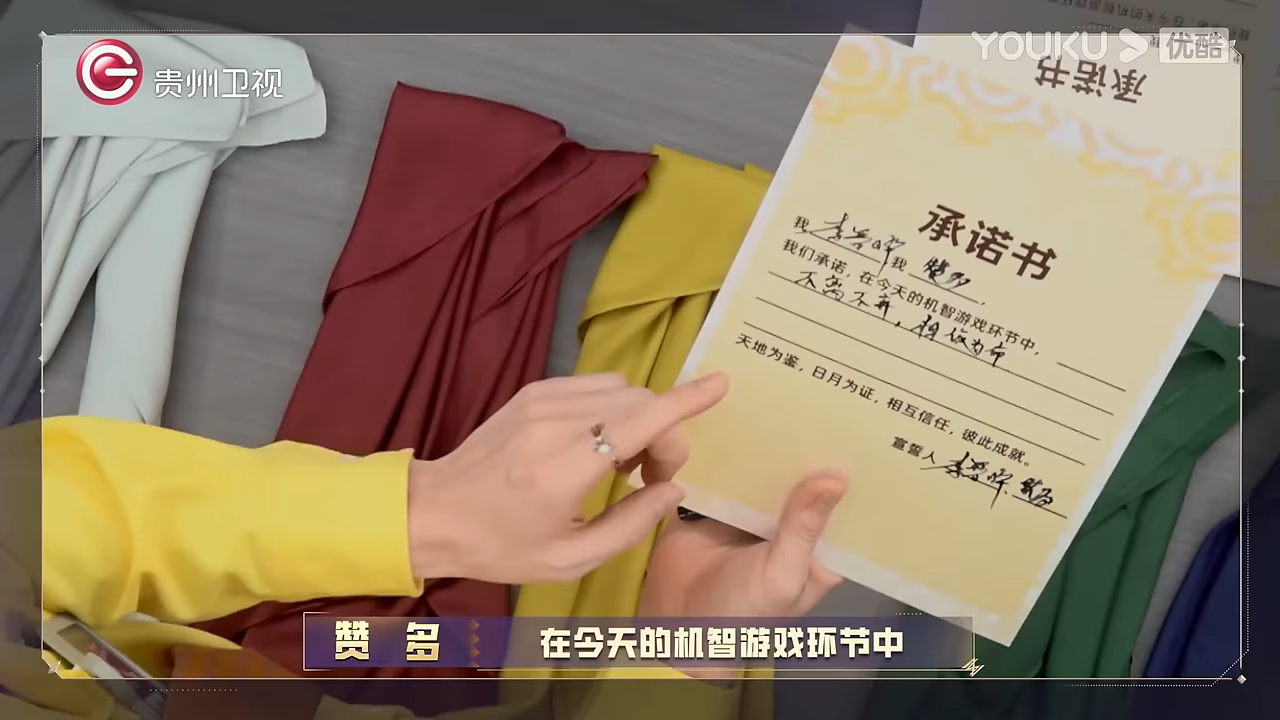 贵州卫视
YOUKU 优酷
承诺书
承诺书
我 李 我 赞多，
我们承诺，在今天的机智游戏环节中，
不离不弃，相依为命
天地为鉴，日月为证，相互信任，彼此成就。
宣誓人 李 赞多
赞多 在今天的机智游戏环节中